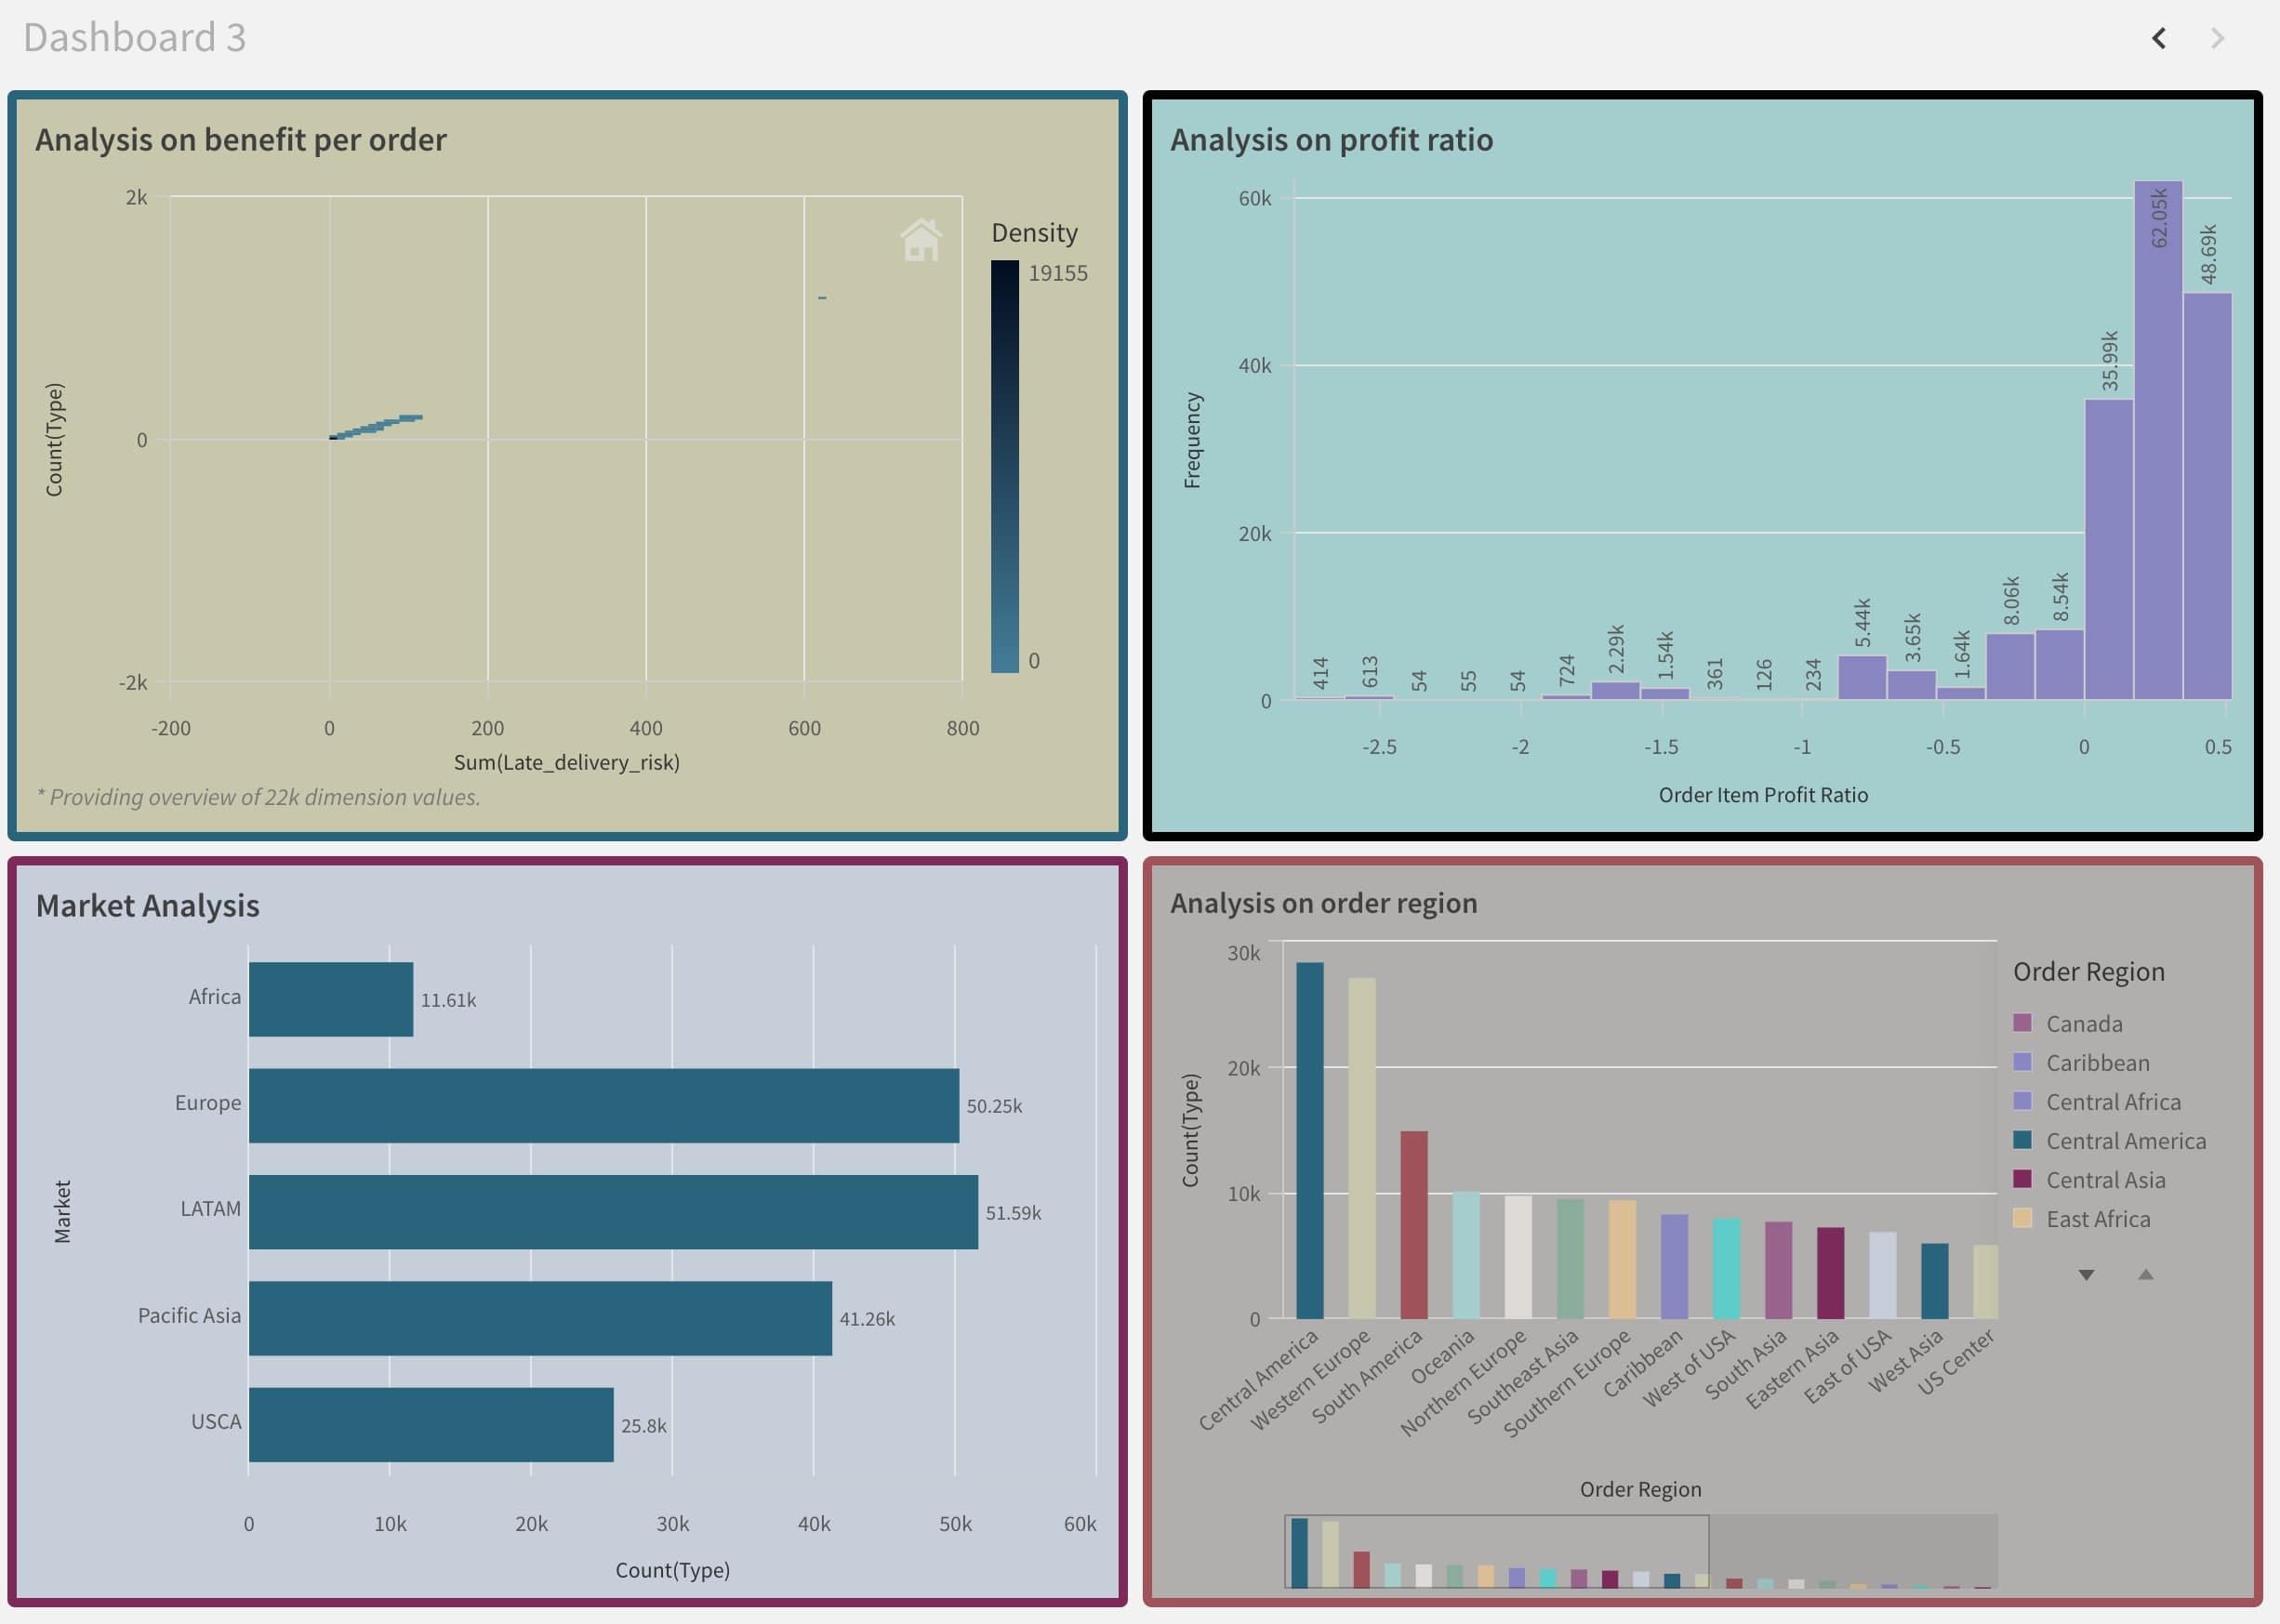 Dashboard 3
Analysis on benefit per order
2k
0
-2k
Count(Type)
-200
0
200
400
600
800
Sum(Late_delivery_risk)
Density
19155
0
* Providing overview of 22k dimension values.
Analysis on profit ratio
60k
40k
20k
0
Frequency
414
613
54
55
54
724
2.29k
1.54k
361
126
234
5.44k
3.65k
1.64k
8.06k
8.54k
35.99k
62.05k
48.69k
-2.5
-2
-1.5
-1
-0.5
0
0.5
Order Item Profit Ratio
Market Analysis
Market
Africa
11.61k
Europe
50.25k
LATAM
51.59k
Pacific Asia
41.26k
USCA
25.8k
0
10k
20k
30k
40k
50k
60k
Count(Type)
Analysis on order region
30k
20k
10k
0
Count(Type)
Central America
Western Europe
South America
Oceania
Northern Europe
Southeast Asia
Southern Europe
Caribbean
West of USA
South Asia
Eastern Asia
East of USA
West Asia
US Center
Order Region
Order Region
Canada
Caribbean
Central Africa
Central America
Central Asia
East Africa